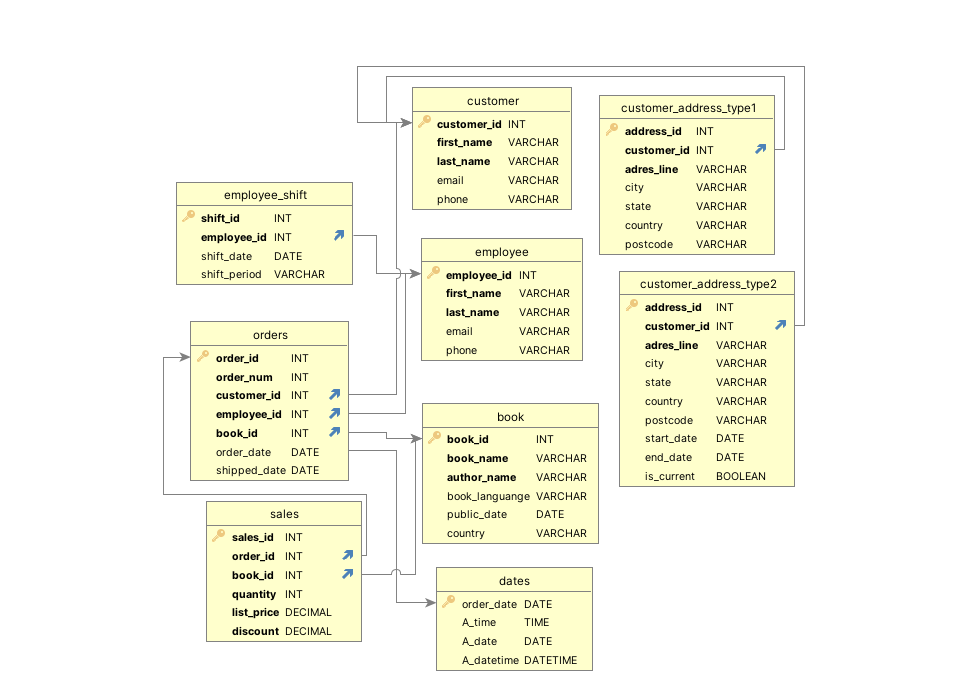 customer
customer_id INT
first_name VARCHAR
last_name VARCHAR
email VARCHAR
phone VARCHAR
customer_address_type1
address_id INT
customer_id INT
adres_line VARCHAR
city VARCHAR
state VARCHAR
country VARCHAR
postcode VARCHAR
employee_shift
shift_id INT
employee_id INT
shift_date DATE
shift_period VARCHAR
employee
employee_id INT
first_name VARCHAR
last_name VARCHAR
email VARCHAR
phone VARCHAR
customer_address_type2
address_id INT
customer_id INT
adres_line VARCHAR
city VARCHAR
state VARCHAR
country VARCHAR
postcode VARCHAR
start_date DATE
end_date DATE
is_current BOOLEAN
orders
order_id INT
order_num INT
customer_id INT
employee_id INT
book_id INT
order_date DATE
shipped_date DATE
book
book_id INT
book_name VARCHAR
author_name VARCHAR
book_languange VARCHAR
public_date DATE
country VARCHAR
sales
sales_id INT
order_id INT
book_id INT
quantity INT
list_price DECIMAL
discount DECIMAL
dates
order_date DATE
A_time TIME
A_date DATE
A_datetime DATETIME